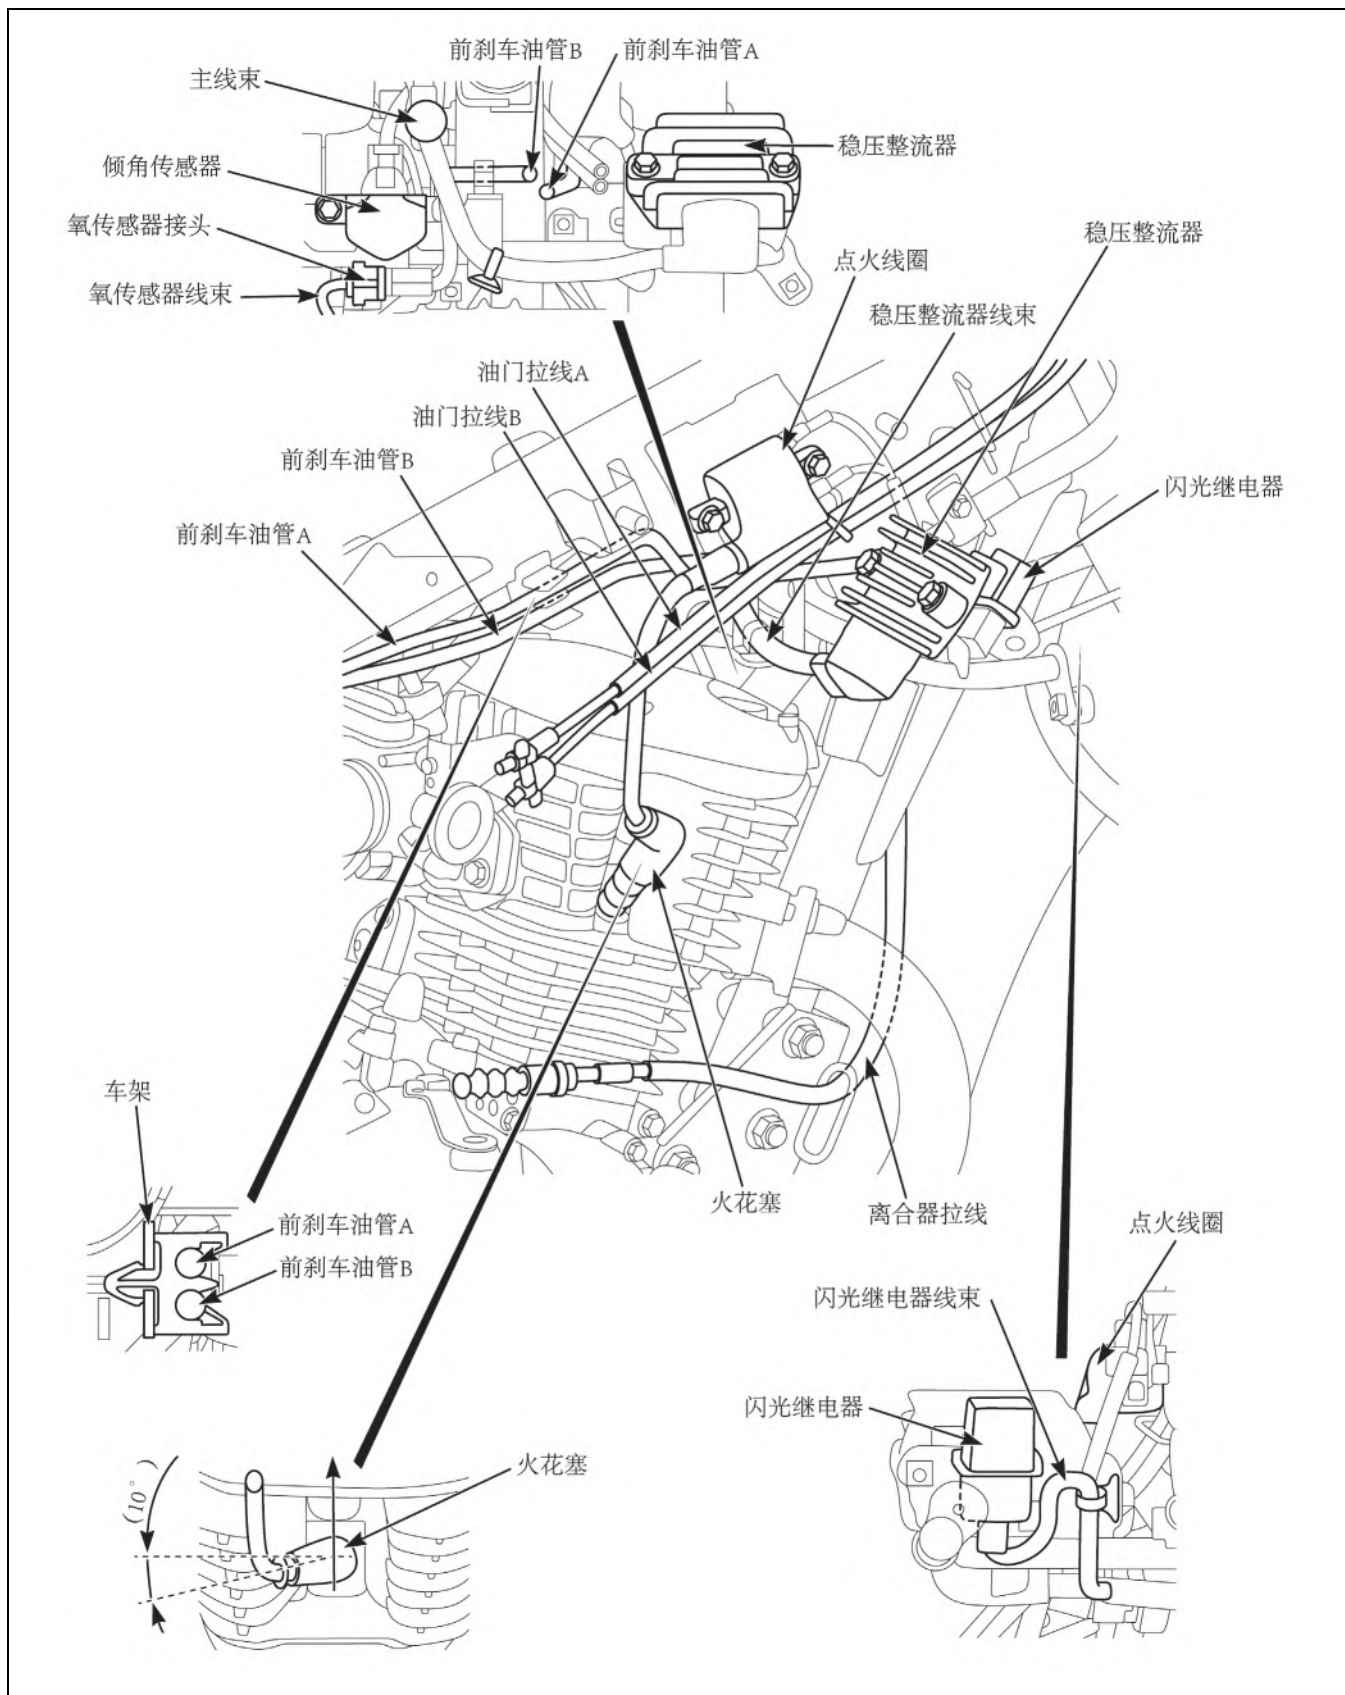 前刹车油管B
前刹车油管A
主线束
稳压整流器
倾角传感器
氧传感器接头
稳压整流器
点火线圈
氧传感器线束
稳压整流器线束
油门拉线A
油门拉线B
前刹车油管B
闪光继电器
前刹车油管A
车架
火花塞
离合器拉线
前刹车油管A
点火线圈
前刹车油管B
闪光继电器线束
闪光继电器
火花塞
(10°)